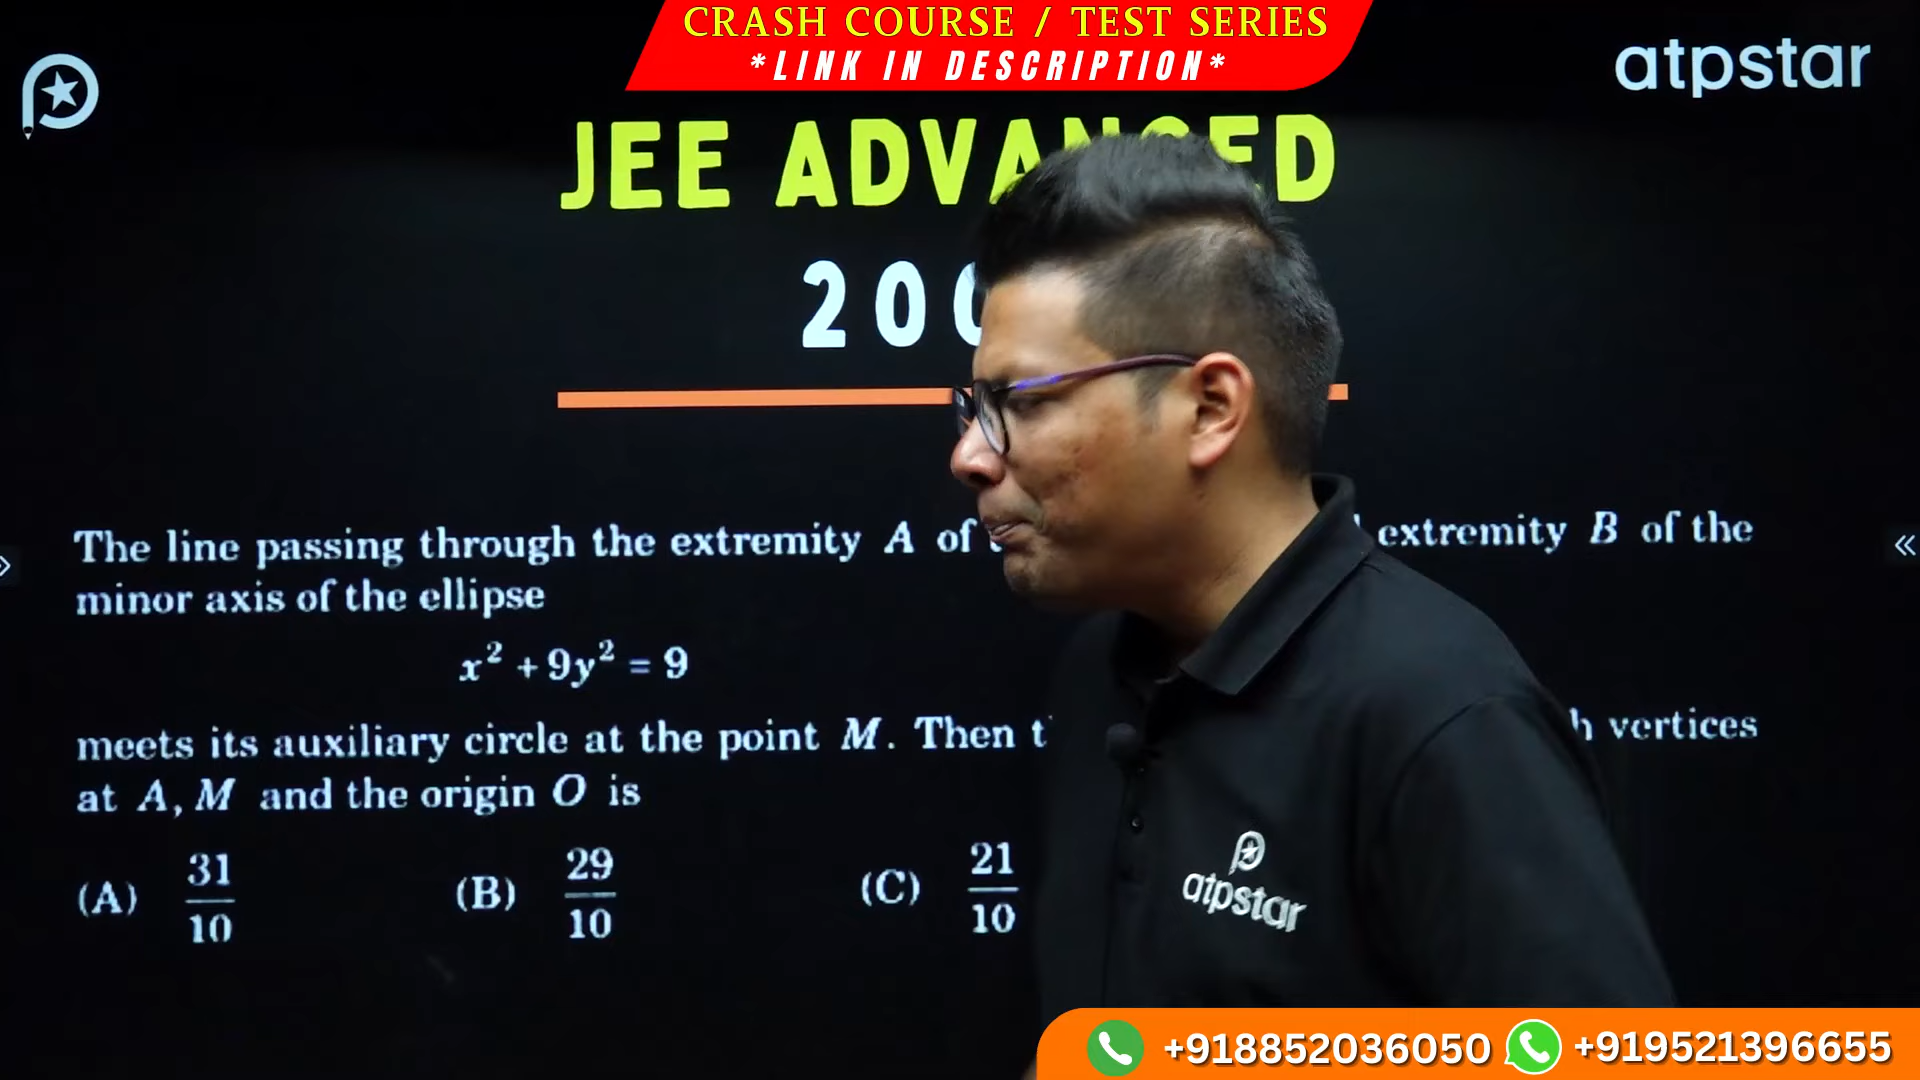 CRASH COURSE / TEST SERIES
*LINK IN DESCRIPTION*
atpstar
JEE ADVANCED
200
The line passing through the extremity A of extremity B of the
minor axis of the ellipse
x² + 9y² = 9
meets its auxiliary circle at the point M. Then vertices
at A, M and the origin O is
(A) 31/10 (B) 29/10 (C) 21/10
atpstar
+918852036050 +919521396655